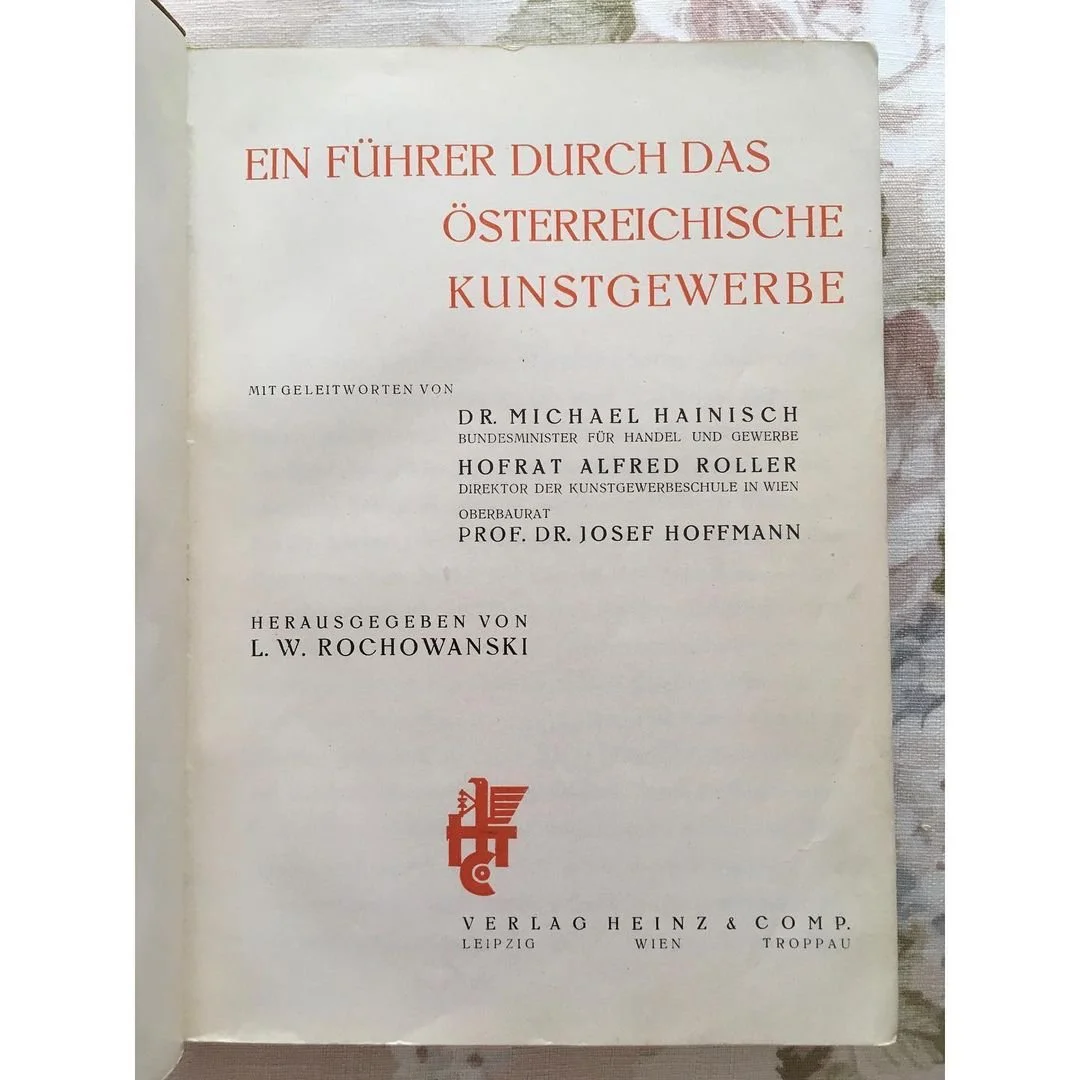 EIN FÜHRER DURCH DAS
ÖSTERREICHISCHE
KUNSTGEWERBE
MIT GELEITWORTEN VON
DR. MICHAEL HAINISCH
BUNDESMINISTER FÜR HANDEL UND GEWERBE
HOFRAT ALFRED ROLLER
DIREKTOR DER KUNSTGEWERBESCHULE IN WIEN
OBERBAURAT
PROF. DR. JOSEF HOFFMANN
HERAUSGEGEBEN VON
L. W. ROCHOWANSKI
VERLAG HEINZ & COMP.
LEIPZIG WIEN TROPPAU